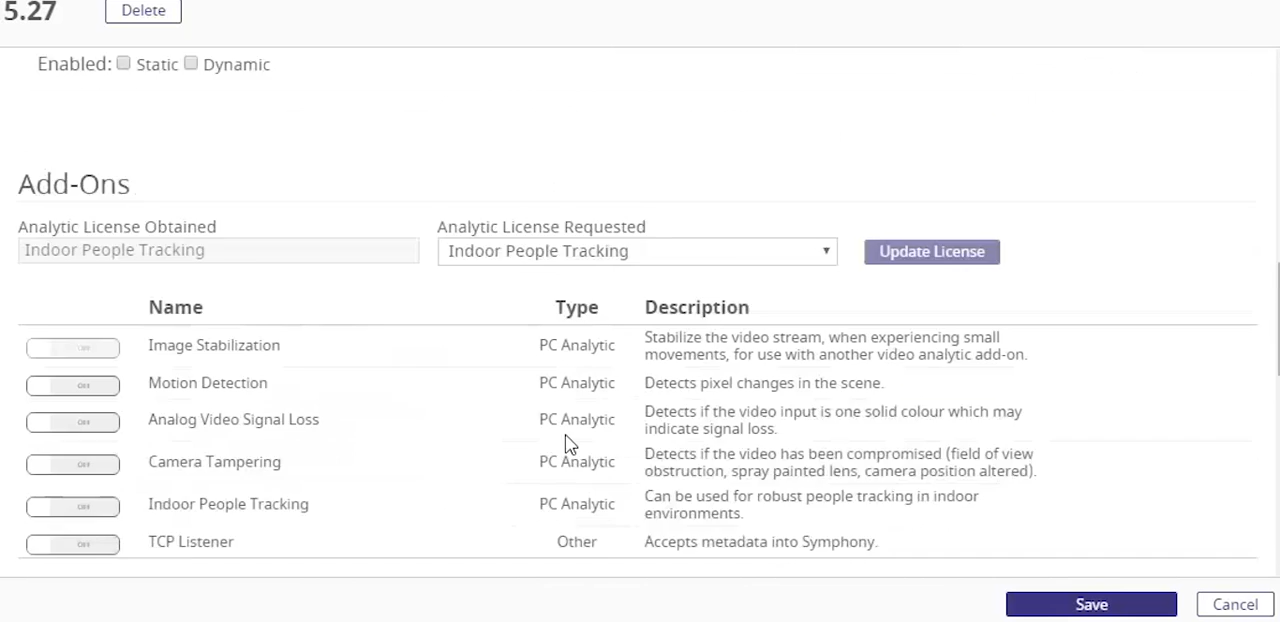 5.27 Delete
Enabled: Static Dynamic
Add-Ons
Analytic License Obtained Analytic License Requested
Indoor People Tracking Indoor People Tracking Update License
Name Type Description
OFF Image Stabilization PC Analytic Stabilize the video stream, when experiencing small
movements, for use with another video analytic add-on.
OFF Motion Detection PC Analytic Detects pixel changes in the scene.
OFF Analog Video Signal Loss PC Analytic Detects if the video input is one solid colour which may
indicate signal loss.
OFF Camera Tampering PC Analytic Detects if the video has been compromised (field of view
obstruction, spray painted lens, camera position altered).
OFF Indoor People Tracking PC Analytic Can be used for robust people tracking in indoor
environments.
OFF TCP Listener Other Accepts metadata into Symphony.
Save Cancel